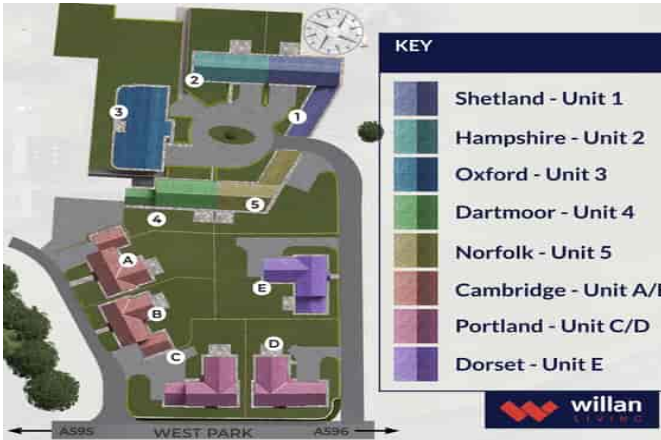 KEY
Shetland - Unit 1
Hampshire - Unit 2
Oxford - Unit 3
Dartmoor - Unit 4
Norfolk - Unit 5
Cambridge - Unit A/
Portland - Unit C/D
Dorset - Unit E
willan
LIVING
2
3
1
4
5
A
B
E
C
D
A595
WEST PARK
A596